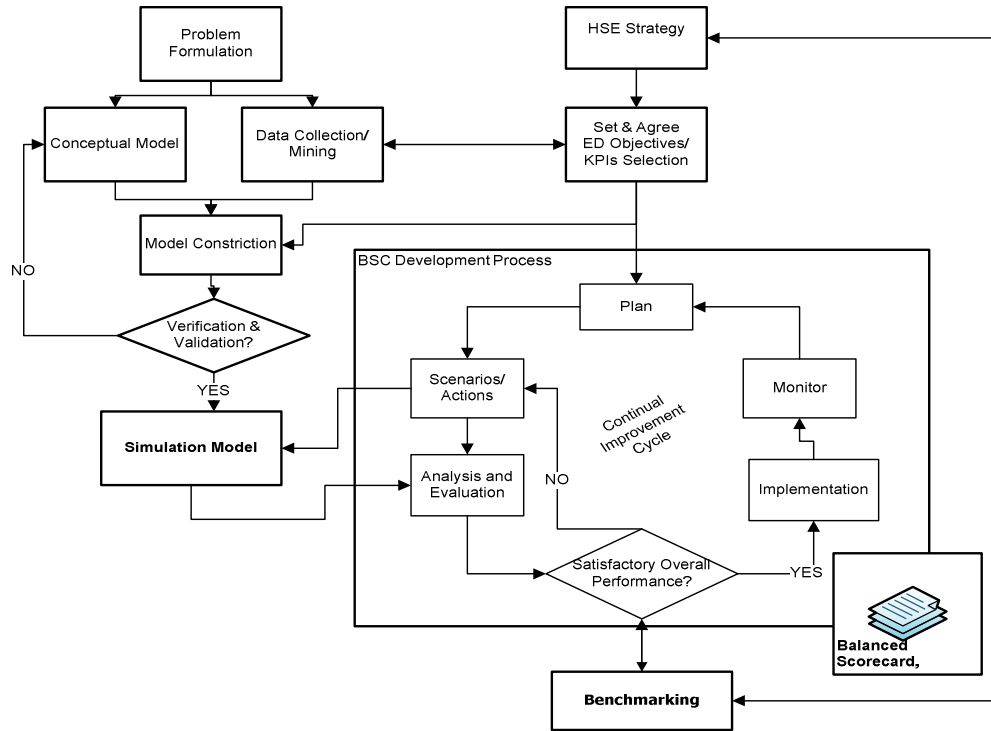 Problem
Formulation
HSE Strategy
Conceptual Model
Data Collection/
Mining
Set & Agree
ED Objectives/
KPIs Selection
Model Constriction
NO
BSC Development Process
Plan
Verification &
Validation?
YES
Scenarios/
Actions
Monitor
Continual
Improvement
Cycle
Simulation Model
Analysis and
Evaluation
NO
Implementation
Satisfactory Overall
Performance?
YES
Balanced
Scorecard,
Benchmarking